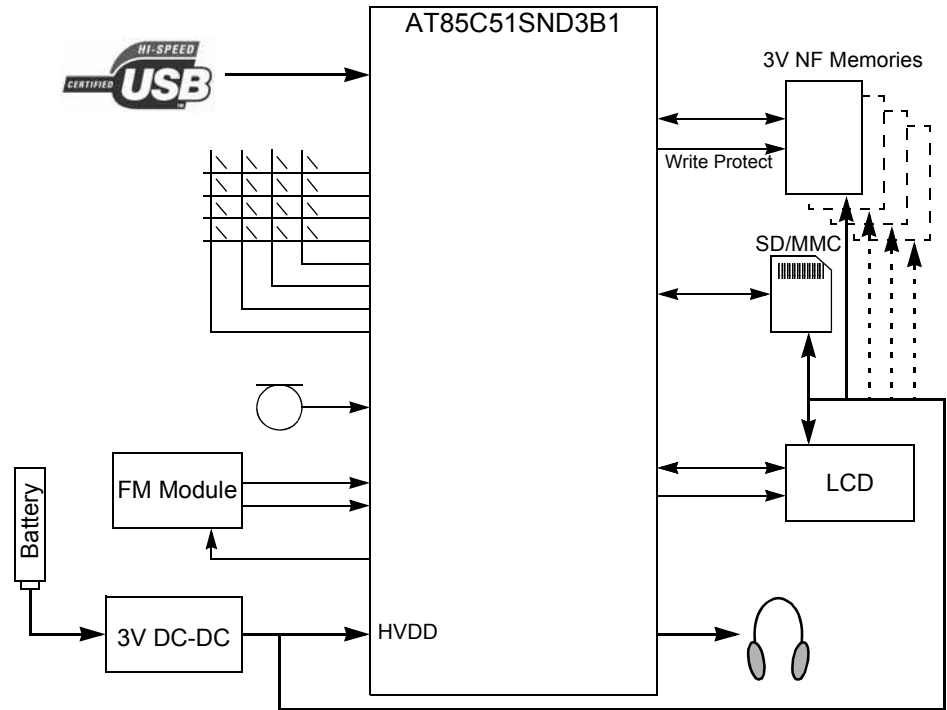 AT85C51SND3B1
HI-SPEED
CERTIFIED USB
3V NF Memories
Write Protect
SD/MMC
FM Module
LCD
Battery
3V DC-DC
HVDD